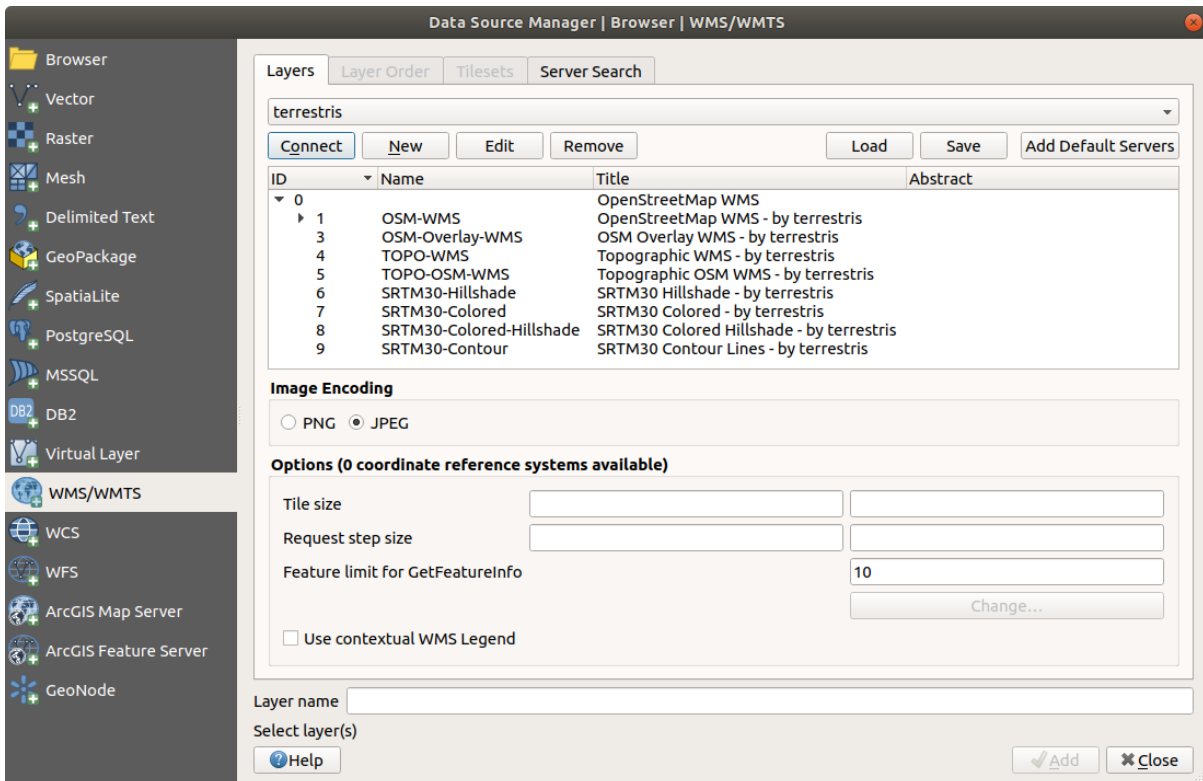 Data Source Manager | Browser | WMS/WMTS
Browser
Vector
Raster
Mesh
Delimited Text
GeoPackage
SpatiaLite
PostgreSQL
MSSQL
DB2 DB2
Virtual Layer
WMS/WMTS
WCS
WFS
ArcGIS Map Server
ArcGIS Feature Server
GeoNode
Layers Layer Order Tilesets Server Search
terrestris
Connect New Edit Remove Load Save Add Default Servers
ID Name Title Abstract
0 OpenStreetMap WMS
1 OSM-WMS OpenStreetMap WMS - by terrestris
3 OSM-Overlay-WMS OSM Overlay WMS - by terrestris
4 TOPO-WMS Topographic WMS - by terrestris
5 TOPO-OSM-WMS Topographic OSM WMS - by terrestris
6 SRTM30-Hillshade SRTM30 Hillshade - by terrestris
7 SRTM30-Colored SRTM30 Colored - by terrestris
8 SRTM30-Colored-Hillshade SRTM30 Colored Hillshade - by terrestris
9 SRTM30-Contour SRTM30 Contour Lines - by terrestris
Image Encoding
PNG JPEG
Options (0 coordinate reference systems available)
Tile size
Request step size
Feature limit for GetFeatureInfo 10
Change...
Use contextual WMS Legend
Layer name
Select layer(s)
Help Add Close